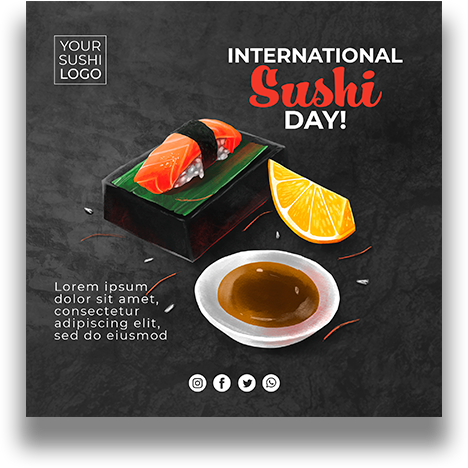 YOUR
SUSHI
LOGO
INTERNATIONAL
Sushi
DAY!
Lorem ipsum
dolor sit amet,
consectetur
adipiscing elit,
sed do eiusmod